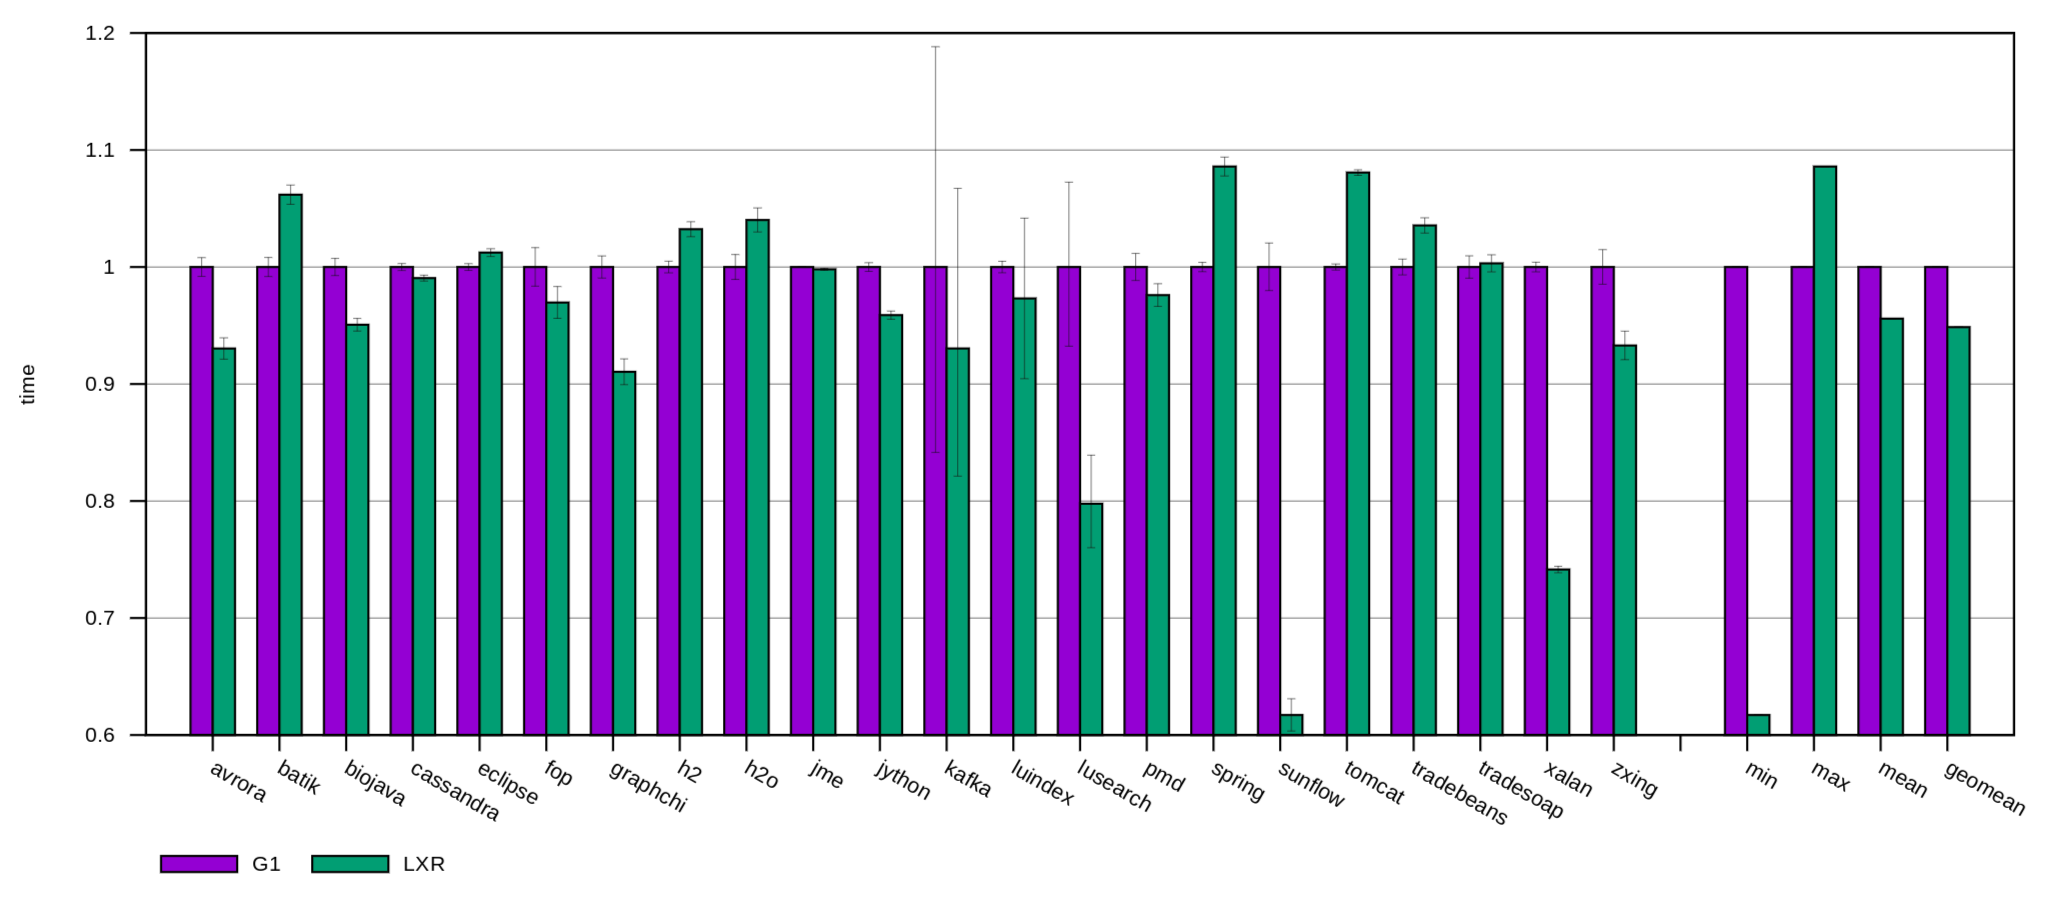 1.2
1.1
1
0.9
0.8
0.7
0.6
time
avrora
batik
biojava
cassandra
eclipse
fop
graphchi
h2
h2o
jme
jython
kafka
luindex
lusearch
pmd
spring
sunflow
tomcat
tradebeans
tradesoap
xalan
zxing
min
max
mean
geomean
G1 LXR